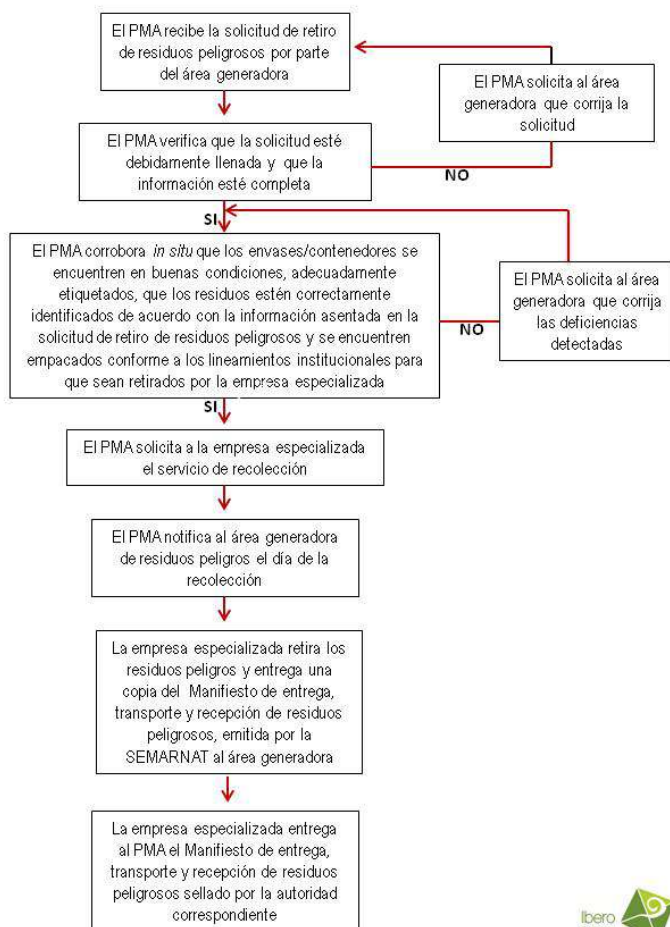 El PMA recibe la solicitud de retiro
de residuos peligrosos por parte
del área generadora
El PMA solicita al área
generadora que corrija la
solicitud
El PMA verifica que la solicitud esté
debidamente llenada y que la
información esté completa
NO
SI
El PMA corrobora in situ que los envases/contenedores se
encuentren en buenas condiciones, adecuadamente
etiquetados, que los residuos estén correctamente
identificados de acuerdo con la información asentada en la
solicitud de retiro de residuos peligrosos y se encuentren
empacados conforme a los lineamientos institucionales para
que sean retirados por la empresa especializada
El PMA solicita al área
generadora que corrija
las deficiencias
detectadas
NO
SI
El PMA solicita a la empresa especializada
el servicio de recolección
El PMA notifica al área generadora
de residuos peligros el día de la
recolección
La empresa especializada retira los
residuos peligros y entrega una
copia del Manifiesto de entrega,
transporte y recepción de residuos
peligrosos, emitida por la
SEMARNAT al área generadora
La empresa especializada entrega
al PMA el Manifiesto de entrega,
transporte y recepción de residuos
peligrosos sellado por la autoridad
correspondiente
Ibero